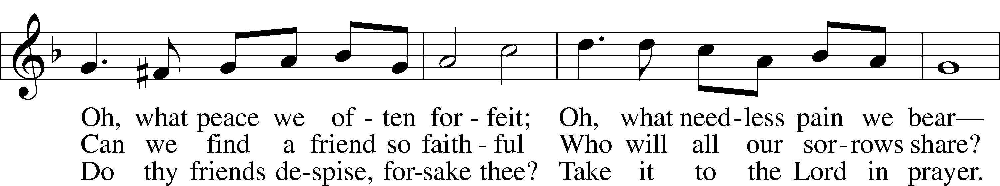 Oh, what peace we of - ten for - feit; Oh, what need-less pain we bear—
Can we find a friend so faith - ful Who will all our sor-rows share?
Do thy friends de-spise, for-sake thee? Take it to the Lord in prayer.